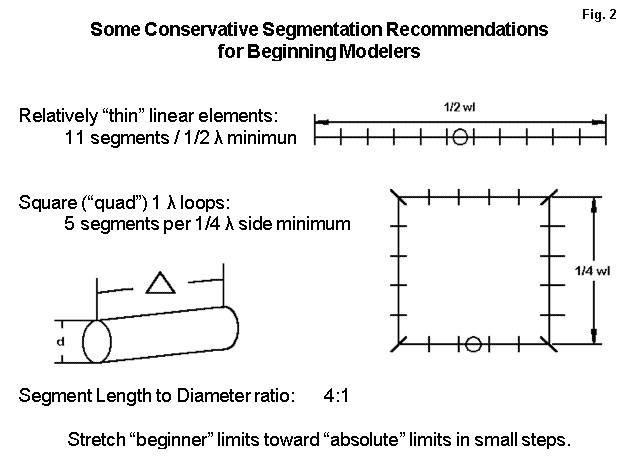 Fig. 2
Some Conservative Segmentation Recommendations
for Beginning Modelers
Relatively “thin” linear elements:
11 segments / 1/2 λ minimun
1/2 wl
Square (“quad”) 1 λ loops:
5 segments per 1/4 λ side minimum
1/4 wl
Δ
d
Segment Length to Diameter ratio: 4:1
Stretch “beginner” limits toward “absolute” limits in small steps.